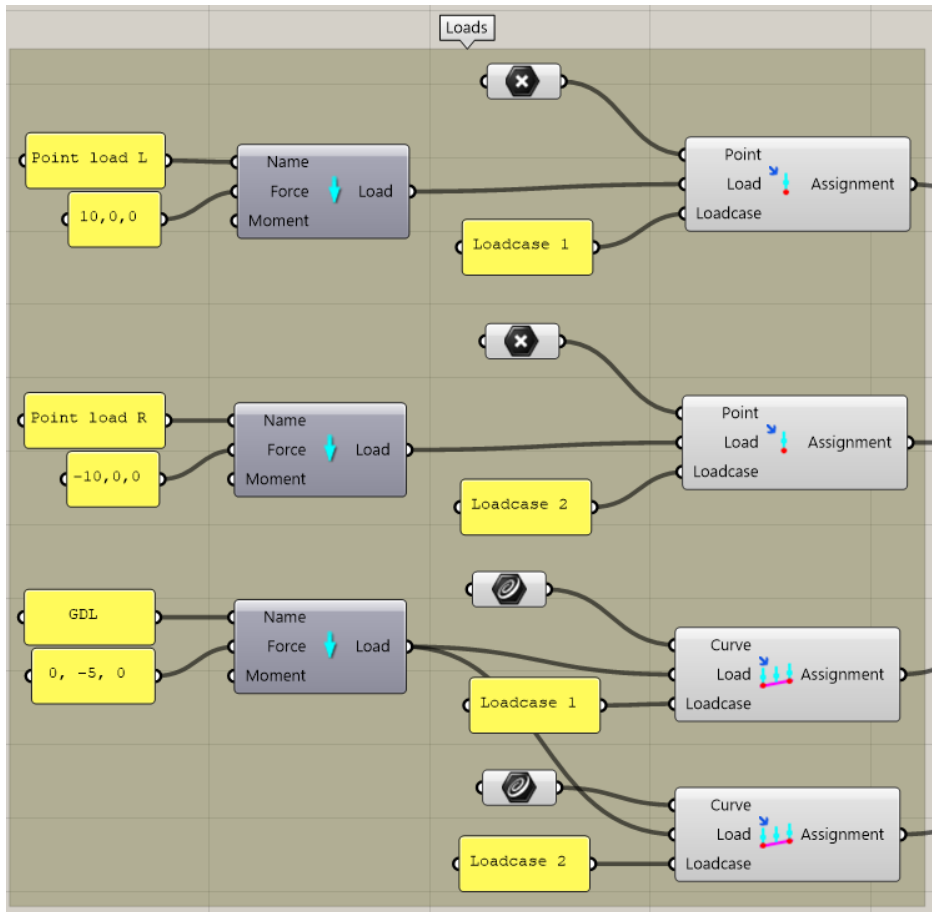 Loads
Point load L
10,0,0
Name
Force
Load
Moment
Loadcase 1
Point
Load
Assignment
Loadcase
Point load R
-10,0,0
Name
Force
Load
Moment
Loadcase 2
Point
Load
Assignment
Loadcase
GDL
0, -5, 0
Name
Force
Load
Moment
Loadcase 1
Curve
Load
Assignment
Loadcase
Loadcase 2
Curve
Load
Assignment
Loadcase